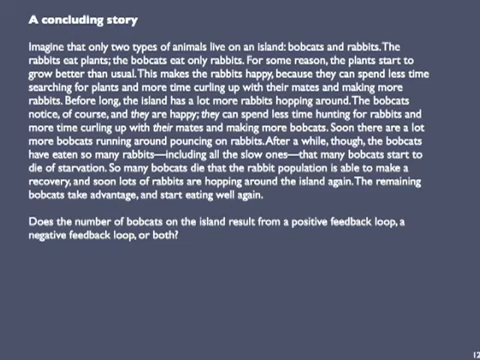 A concluding story
Imagine that only two types of animals live on an island: bobcats and rabbits. The
rabbits eat plants; the bobcats eat only rabbits. For some reason, the plants start to
grow better than usual. This makes the rabbits happy, because they can spend less time
searching for plants and more time curling up with their mates and making more
rabbits. Before long, the island has a lot more rabbits hopping around. The bobcats
notice, of course, and they are happy; they can spend less time hunting for rabbits and
more time curling up with their mates and making more bobcats. Soon there are a lot
more bobcats running around pouncing on rabbits. After a while, though, the bobcats
have eaten so many rabbits—including all the slow ones—that many bobcats start to
die of starvation. So many bobcats die that the rabbit population is able to make a
recovery, and soon lots of rabbits are hopping around the island again. The remaining
bobcats take advantage, and start eating well again.
Does the number of bobcats on the island result from a positive feedback loop, a
negative feedback loop, or both?
12